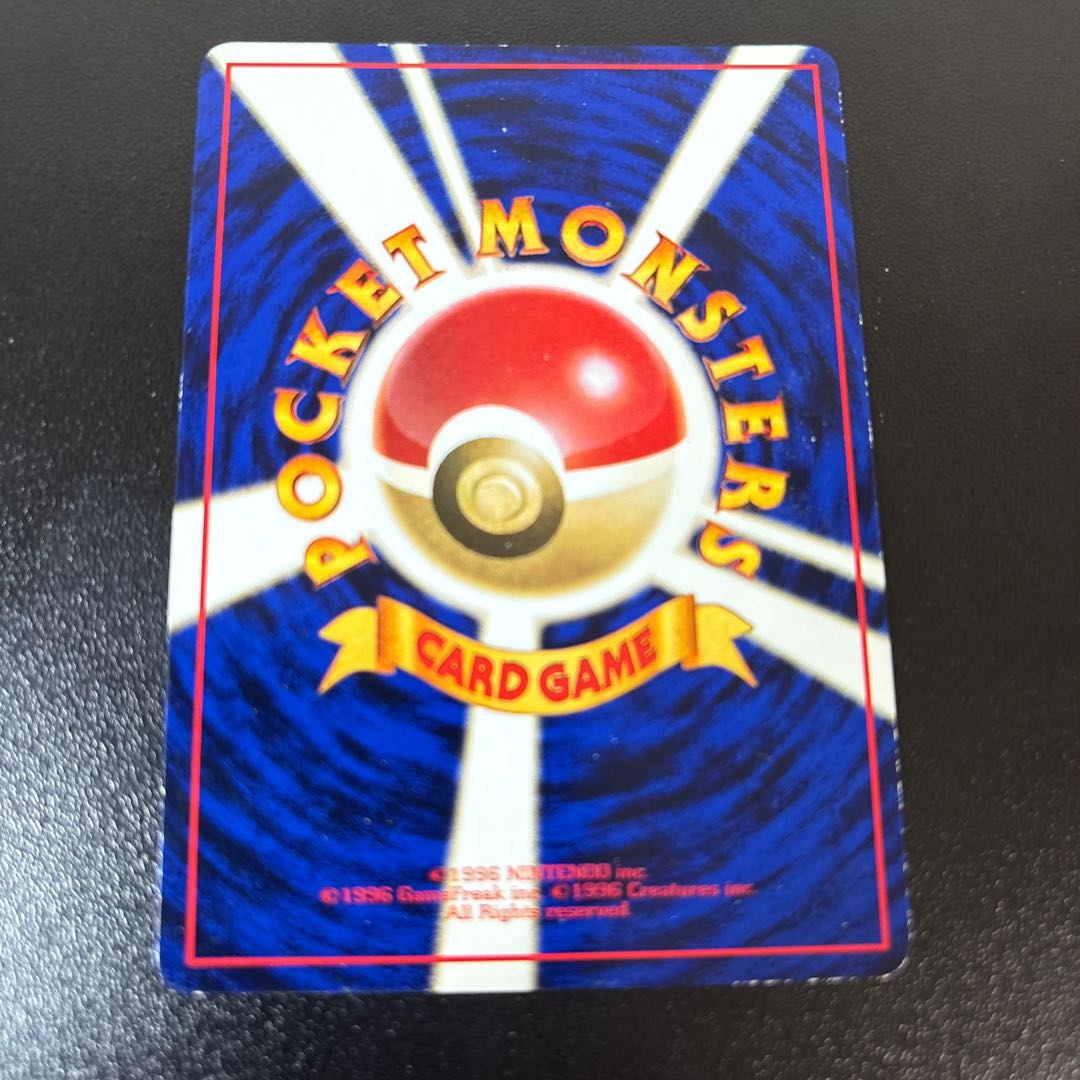 POCKET MONSTERS
CARD GAME
©1996 NINTENDO inc.
©1996 GameFreak inc. ©1996 Creatures inc.
All Rights reserved.